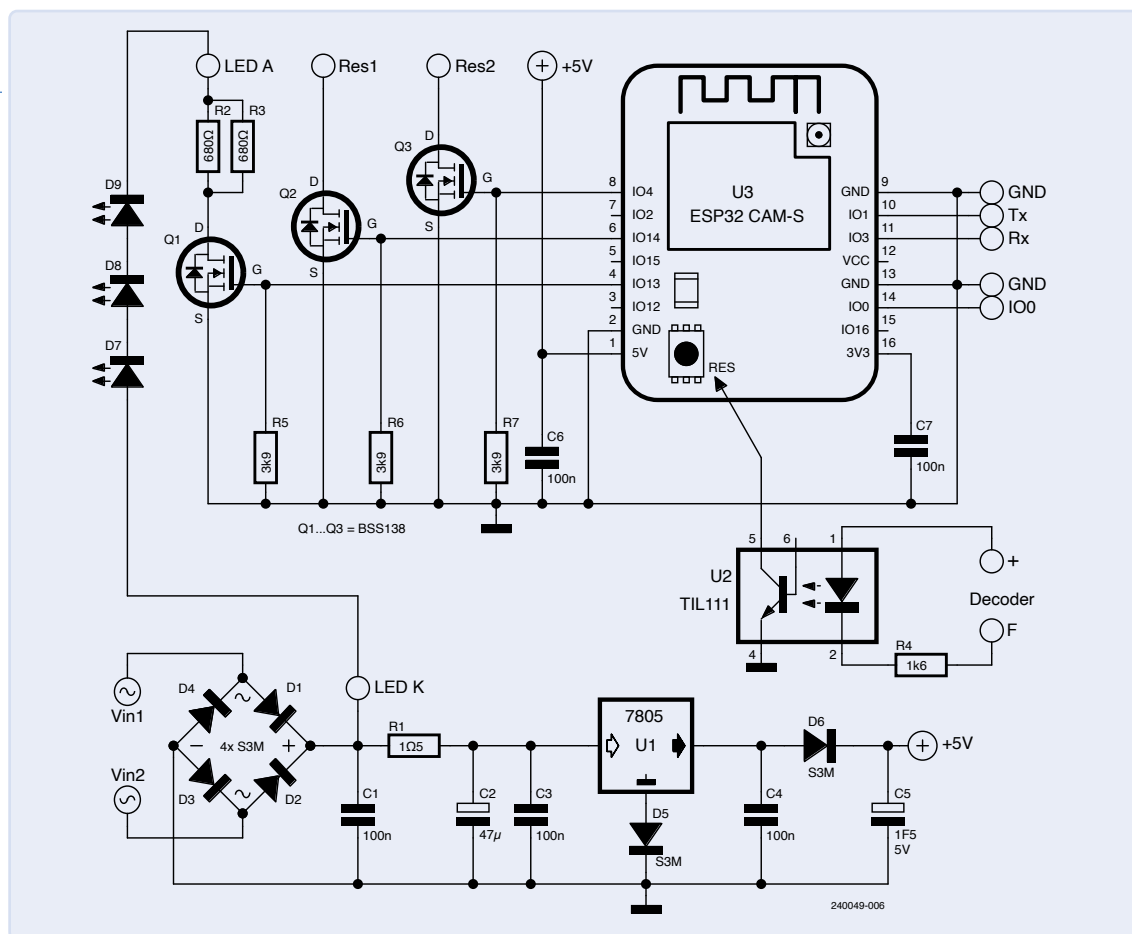 LED A
Res1
Res2
+5V
R2
R3
680Ω
680Ω
D9
D8
D7
D
Q1
G
S
D
Q2
G
S
D
Q3
G
S
8 IO4
7 IO2
6 IO14
5 IO15
4 IO13
3 IO12
2 GND
1 5V
U3
ESP32 CAM-S
RES
GND 9
IO1 10
IO3 11
VCC 12
GND 13
IO0 14
IO16 15
3V3 16
GND
Tx
Rx
GND
IO0
R5
3k9
R6
3k9
R7
3k9
C6
100n
C7
100n
Q1...Q3 = BSS138
U2
TIL111
5
6
1
4
2
+
Decoder
F
R4
1k6
Vin1
Vin2
D4
D1
D3
D2
4x S3M
LED K
R1
1Ω5
C1
100n
C2
47µ
C3
100n
7805
U1
D5
S3M
C4
100n
D6
S3M
+5V
C5
1F5
5V
240049-006